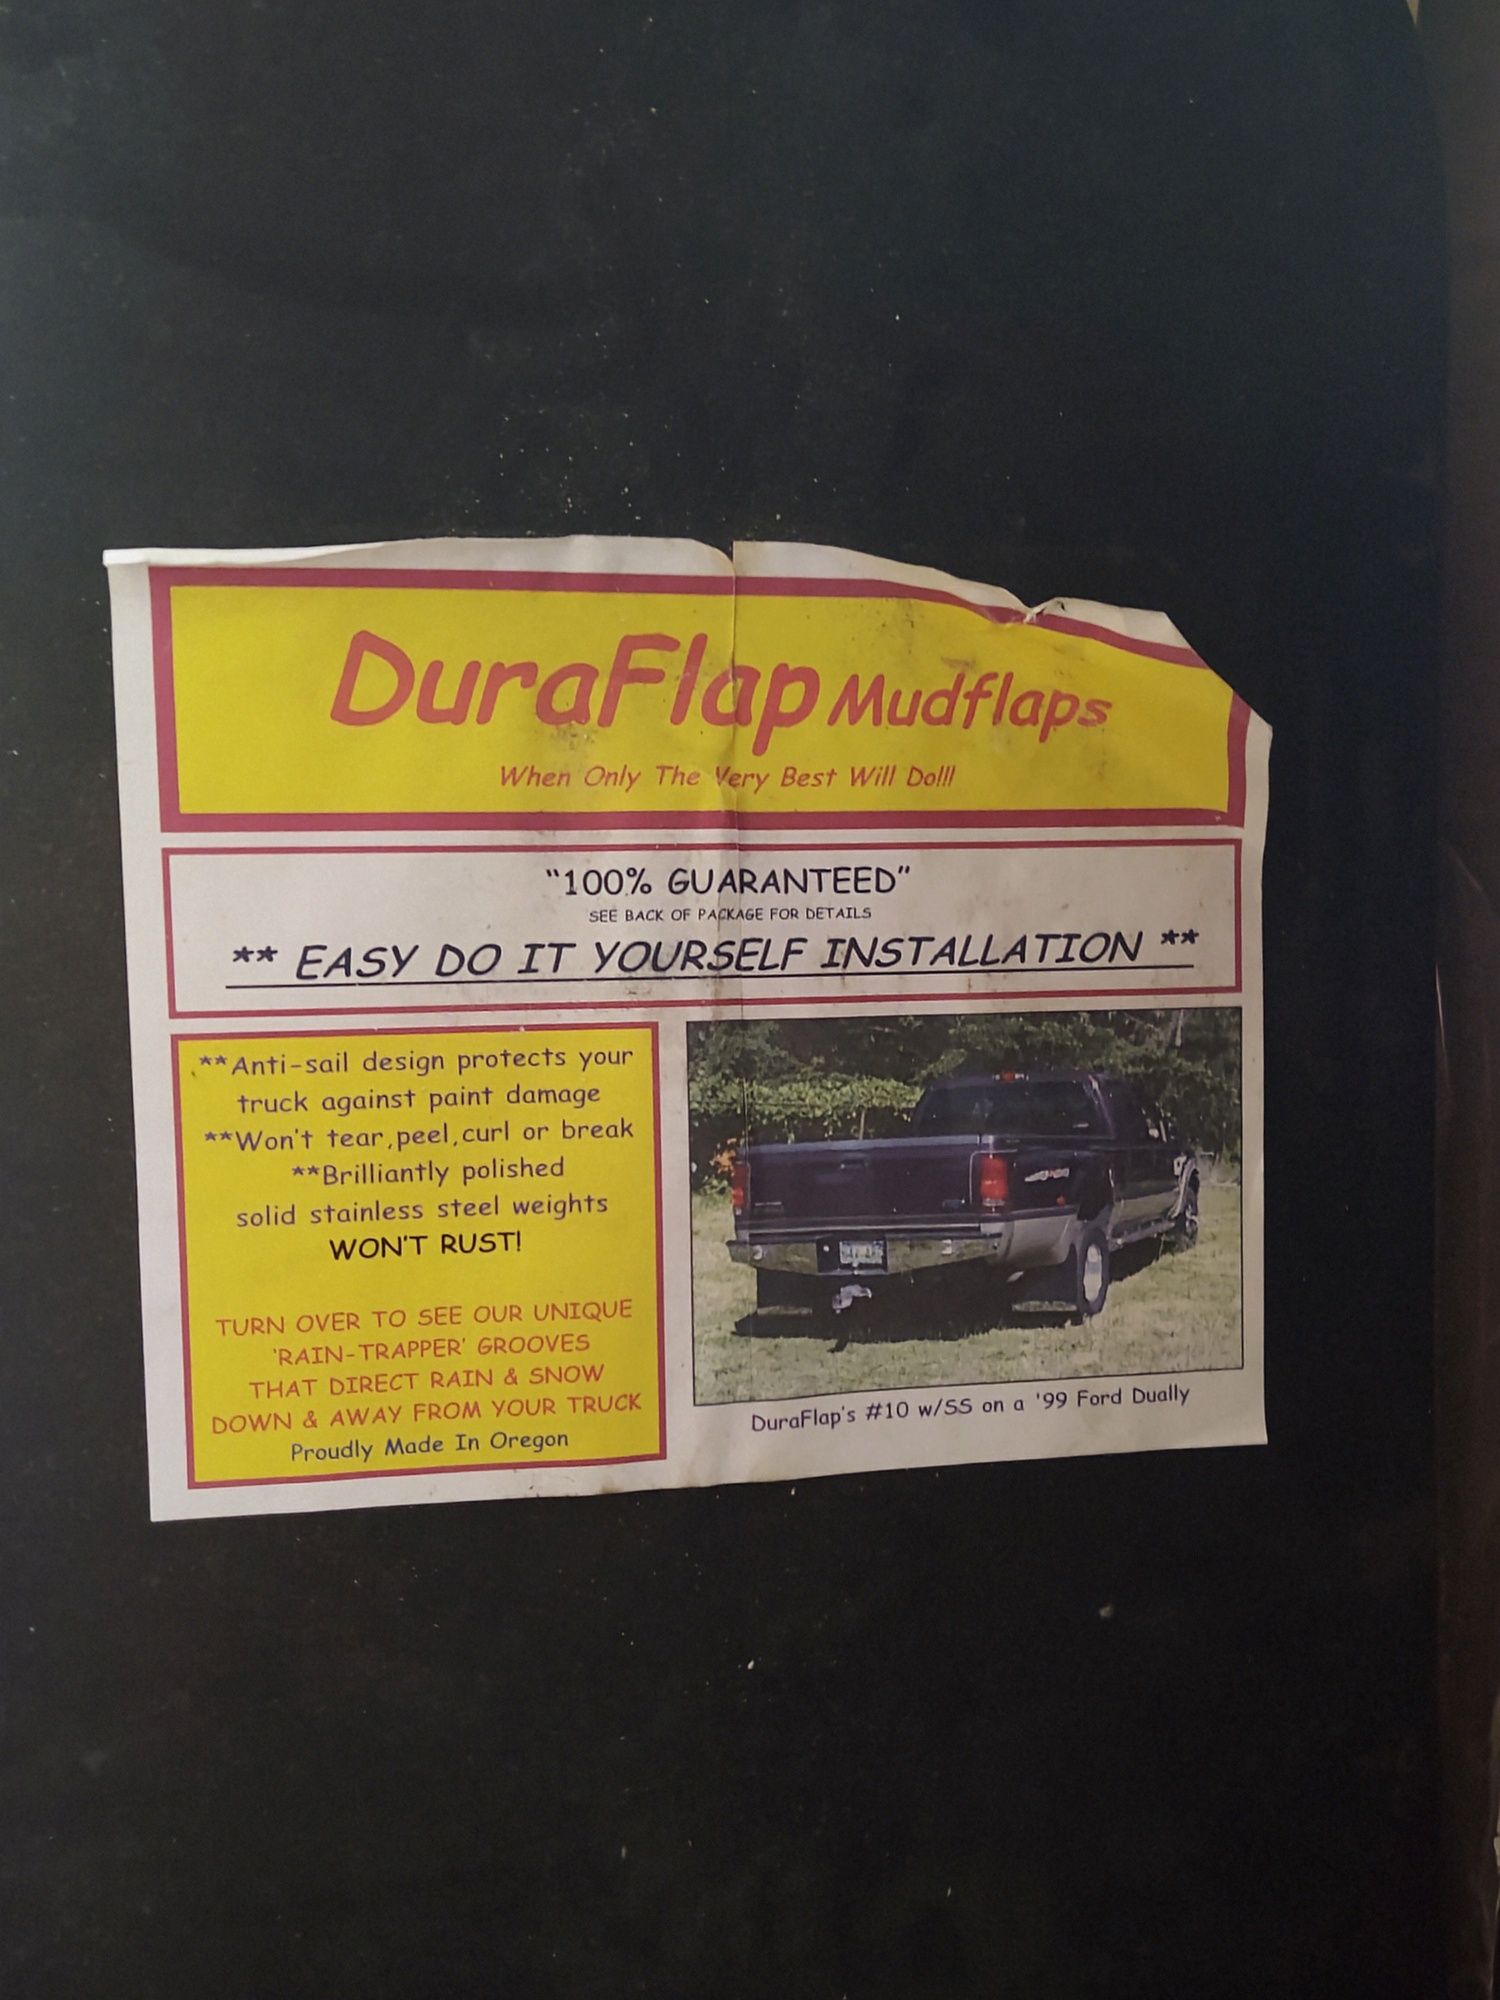 DuraFlap Mudflaps
When Only The Very Best Will Do!!!
"100% GUARANTEED"
SEE BACK OF PACKAGE FOR DETAILS
** EASY DO IT YOURSELF INSTALLATION **
**Anti-sail design protects your
truck against paint damage
**Won't tear,peel,curl or break
**Brilliantly polished
solid stainless steel weights
WON'T RUST!
TURN OVER TO SEE OUR UNIQUE
'RAIN-TRAPPER' GROOVES
THAT DIRECT RAIN & SNOW
DOWN & AWAY FROM YOUR TRUCK
Proudly Made In Oregon
DuraFlap's #10 w/SS on a '99 Ford Dually